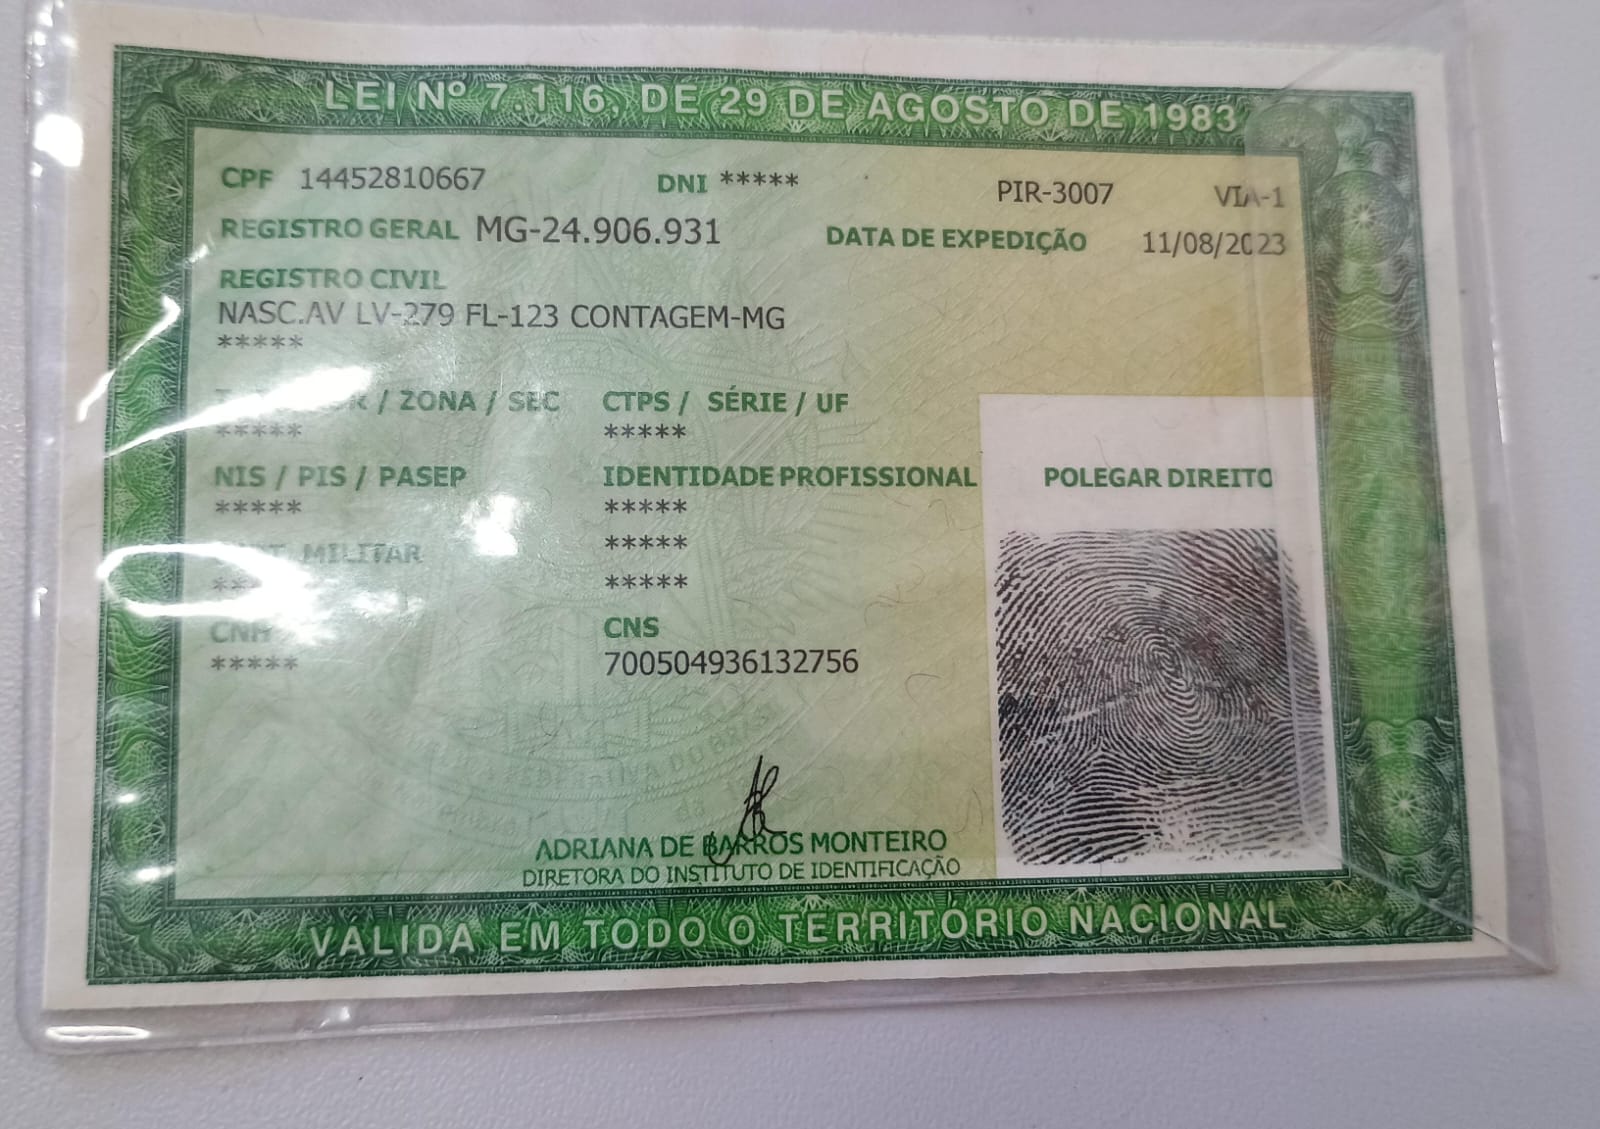 LEI Nº 7.116, DE 29 DE AGOSTO DE 1983
CPF 14452810667 DNI ***** PIR-3007 VIA-1
REGISTRO GERAL MG-24.906.931 DATA DE EXPEDIÇÃO 11/08/2023
REGISTRO CIVIL
NASC.AV LV-279 FL-123 CONTAGEM-MG
*****
/ ZONA / SEC CTPS / SÉRIE / UF
***** *****
NIS / PIS / PASEP IDENTIDADE PROFISSIONAL POLEGAR DIREITO
***** *****
MILITAR *****
*****
CNH CNS
***** 700504936132756
ADRIANA DE BARROS MONTEIRO
DIRETORA DO INSTITUTO DE IDENTIFICAÇÃO
VÁLIDA EM TODO O TERRITÓRIO NACIONAL